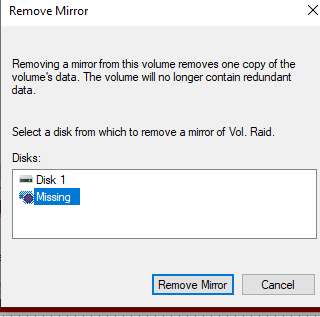 Remove Mirror
Removing a mirror from this volume removes one copy of the
volume's data. The volume will no longer contain redundant
data.
Select a disk from which to remove a mirror of Vol. Raid.
Disks:
Disk 1
Missing
Remove Mirror
Cancel